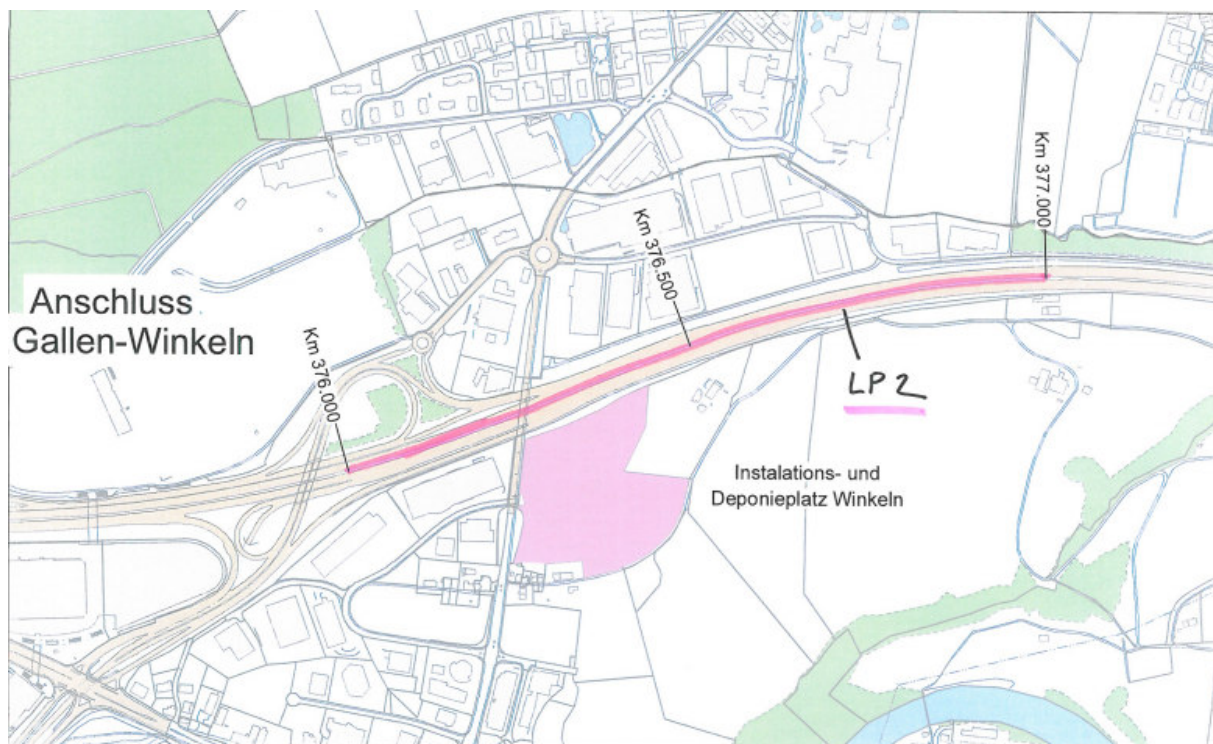 Anschluss
Gallen-Winkeln
Km 376.000
Km 376.500
Km 377.000
LP 2
Instalations- und
Deponieplatz Winkeln